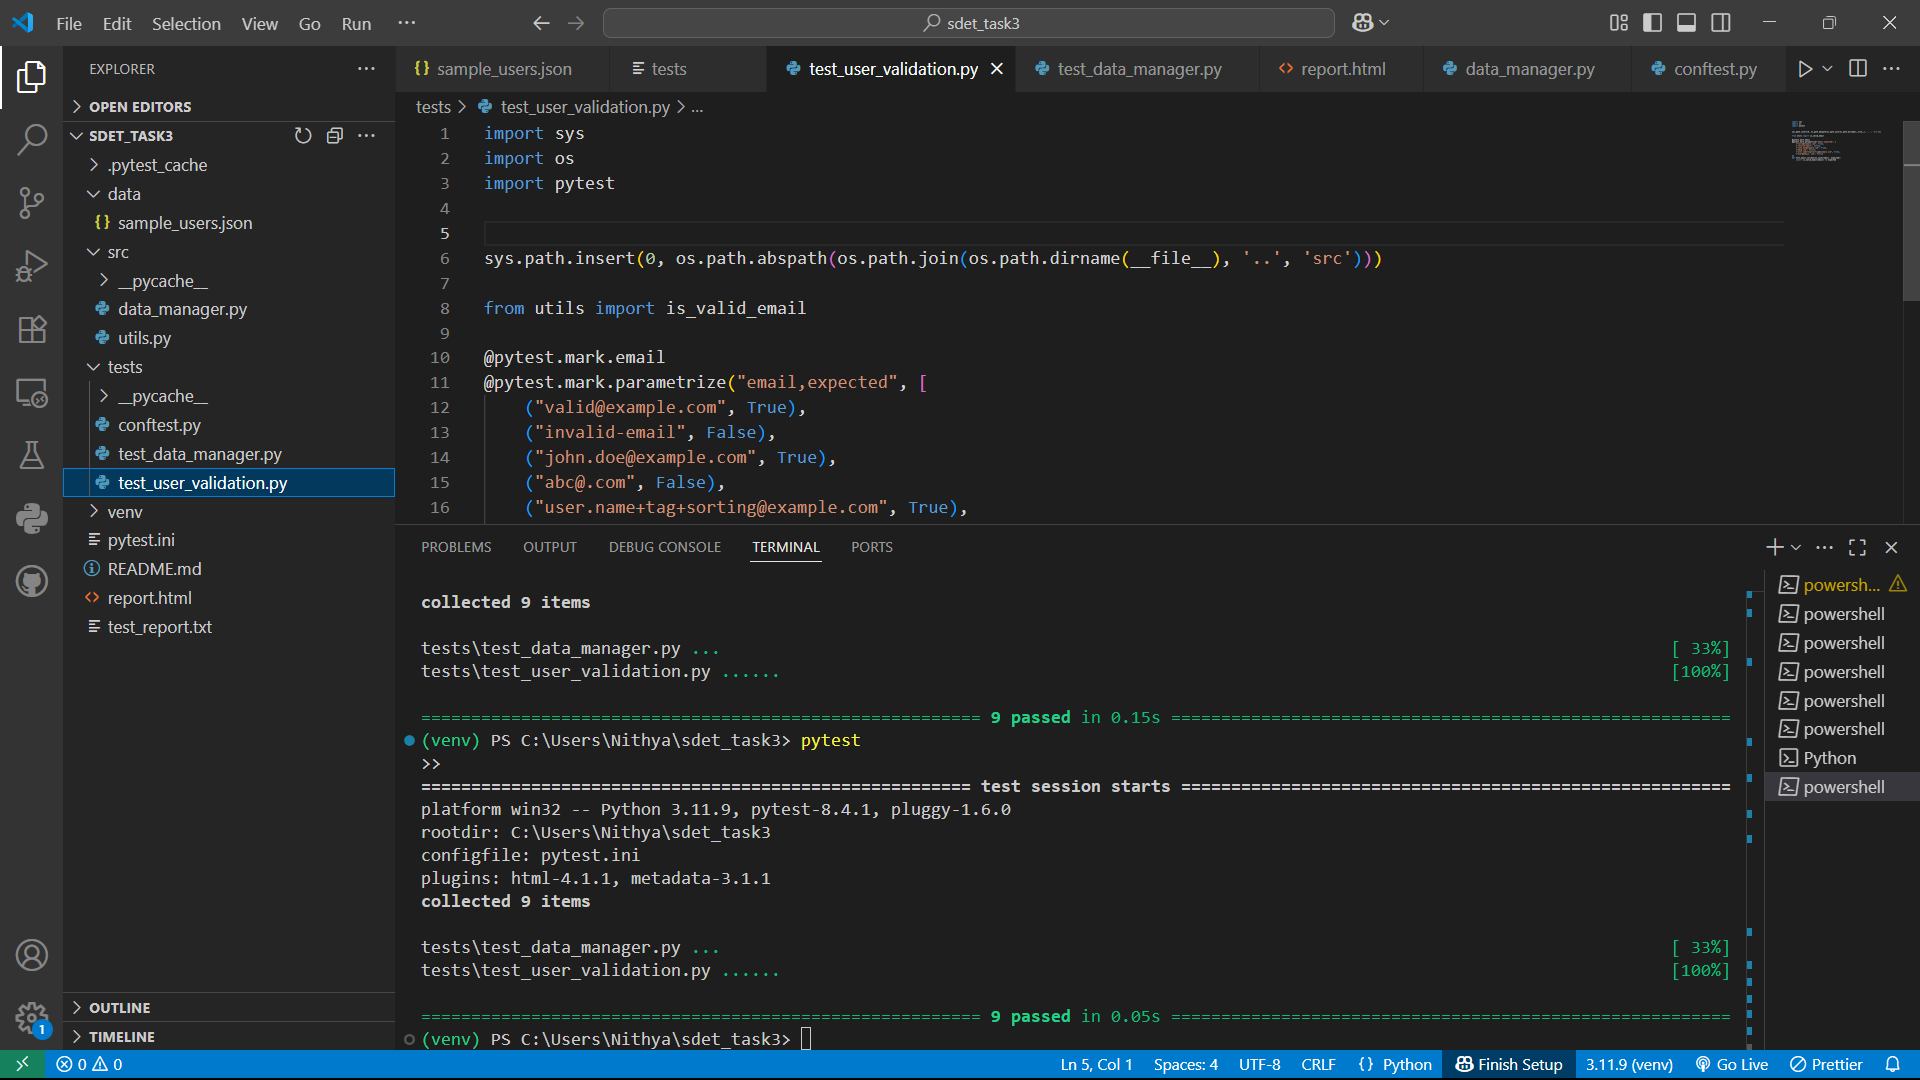 File Edit Selection View Go Run ···
sdet_task3
EXPLORER ···
OPEN EDITORS
SDET_TASK3 ···
.pytest_cache
data
{} sample_users.json
src
__pycache__
data_manager.py
utils.py
tests
__pycache__
conftest.py
test_data_manager.py
test_user_validation.py
venv
pytest.ini
README.md
<> report.html
test_report.txt
OUTLINE
TIMELINE
1
{} sample_users.json tests test_user_validation.py test_data_manager.py <> report.html data_manager.py conftest.py ···
tests > test_user_validation.py > ...
1 import sys
2 import os
3 import pytest
4
5
6 sys.path.insert(0, os.path.abspath(os.path.join(os.path.dirname(__file__), '..', 'src')))
7
8 from utils import is_valid_email
9
10 @pytest.mark.email
11 @pytest.mark.parametrize("email,expected", [
12 ("valid@example.com", True),
13 ("invalid-email", False),
14 ("john.doe@example.com", True),
15 ("abc@.com", False),
16 ("user.name+tag+sorting@example.com", True),
PROBLEMS OUTPUT DEBUG CONSOLE TERMINAL PORTS
collected 9 items
tests\test_data_manager.py ... [ 33%]
tests\test_user_validation.py ...... [100%]
======================================================== 9 passed in 0.15s ========================================================
(venv) PS C:\Users\Nithya\sdet_task3> pytest
>>
======================================================= test session starts =======================================================
platform win32 -- Python 3.11.9, pytest-8.4.1, pluggy-1.6.0
rootdir: C:\Users\Nithya\sdet_task3
configfile: pytest.ini
plugins: html-4.1.1, metadata-3.1.1
collected 9 items
tests\test_data_manager.py ... [ 33%]
tests\test_user_validation.py ...... [100%]
======================================================== 9 passed in 0.05s ========================================================
(venv) PS C:\Users\Nithya\sdet_task3>
powersh...
powershell
powershell
powershell
powershell
powershell
Python
powershell
0 0 Ln 5, Col 1 Spaces: 4 UTF-8 CRLF {} Python Finish Setup 3.11.9 (venv) Go Live Prettier